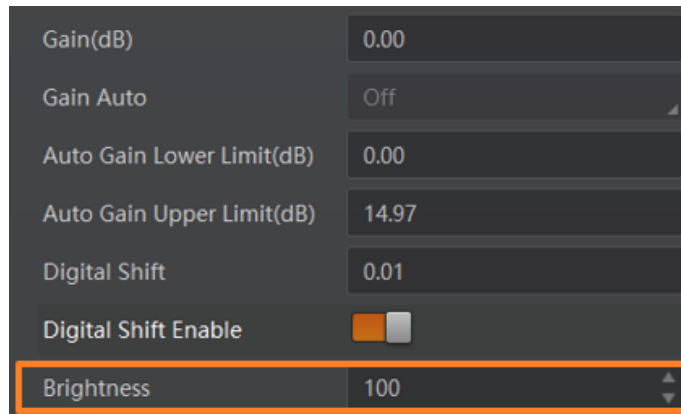 Gain(dB) 0.00
Gain Auto Off
Auto Gain Lower Limit(dB) 0.00
Auto Gain Upper Limit(dB) 14.97
Digital Shift 0.01
Digital Shift Enable
Brightness 100